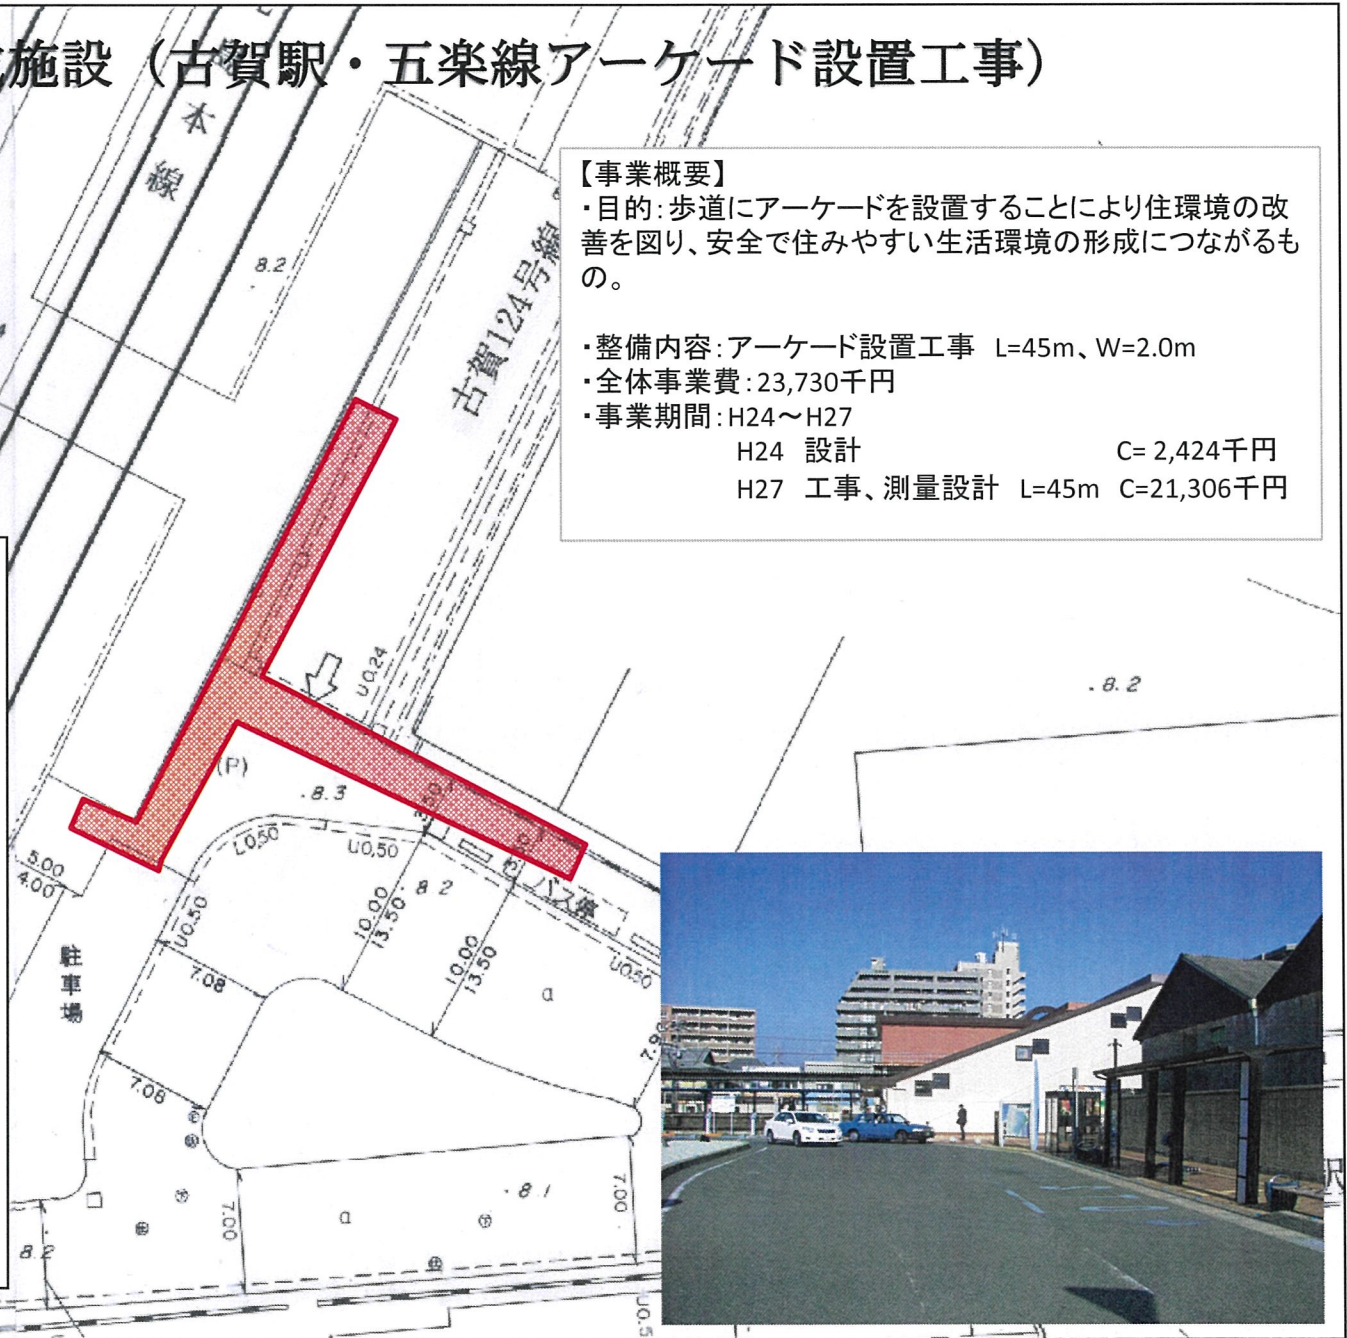 施設（古賀駅・五楽線アーケード設置工事）
本
線
【事業概要】
・目的：歩道にアーケードを設置することにより住環境の改
善を図り、安全で住みやすい生活環境の形成につながるも
の。
・整備内容：アーケード設置工事 L=45m、W=2.0m
・全体事業費：23,730千円
・事業期間：H24～H27
H24 設計 C= 2,424千円
H27 工事、測量設計 L=45m C=21,306千円
8.2
古賀124号線
U0.24
.8.2
(P)
.8.3
L0.50
U0.50
3.50
3.50
バス停
5.00
4.00
8.2
10.00
13.50
10.00
13.50
U0.50
U0.50
駐車場
7.08
a
7.08
.8.1
7.00
a
7.00
8.2
U0.5